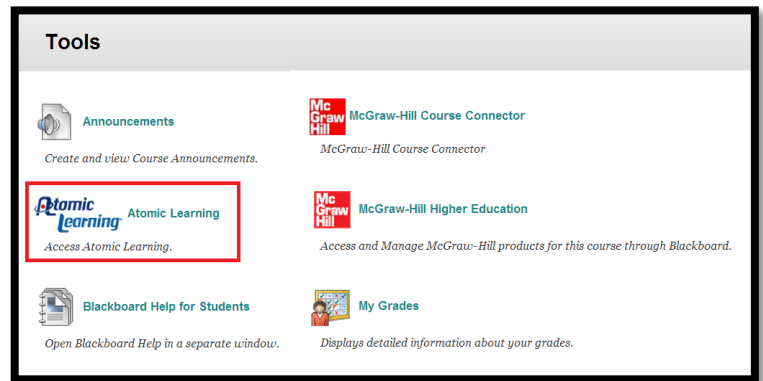 Tools
Announcements
Create and view Course Announcements.
Mc
Graw
Hill
McGraw-Hill Course Connector
McGraw-Hill Course Connector
Atomic
Learning
Atomic Learning
Access Atomic Learning.
Mc
Graw
Hill
McGraw-Hill Higher Education
Access and Manage McGraw-Hill products for this course through Blackboard.
Blackboard Help for Students
Open Blackboard Help in a separate window.
My Grades
Displays detailed information about your grades.